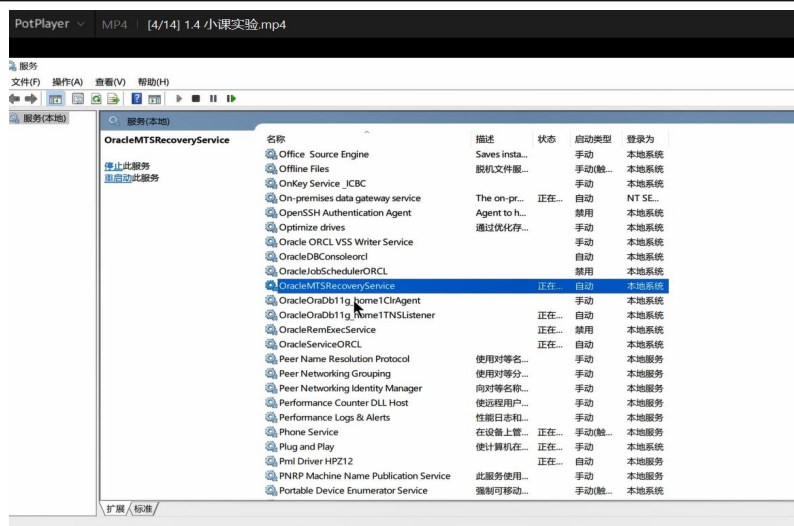 PotPlayer MP4 [4/14] 1.4 小课实验.mp4
服务
文件(F) 操作(A) 查看(V) 帮助(H)
服务(本地) 服务(本地)
OracleMTSRecoveryService
停止此服务
重启动此服务
名称 描述 状态 启动类型 登录为
Office Source Engine Saves insta... 手动 本地系统
Offline Files 脱机文件服... 手动(触... 本地系统
OnKey Service _ICBC 手动 本地系统
On-premises data gateway service The on-pr... 正在... 自动 NT SE...
OpenSSH Authentication Agent Agent to h... 禁用 本地系统
Optimize drives 通过优化存... 手动 本地系统
Oracle ORCL VSS Writer Service 手动 本地系统
OracleDBConsoleorcl 自动 本地系统
OracleJobSchedulerORCL 禁用 本地系统
OracleMTSRecoveryService 正在... 自动 本地系统
OracleOraDb11g_home1ClrAgent 手动 本地系统
OracleOraDb11g_home1TNSListener 正在... 自动 本地系统
OracleRemExecService 正在... 禁用 本地系统
OracleServiceORCL 正在... 自动 本地系统
Peer Name Resolution Protocol 使用对等名... 手动 本地服务
Peer Networking Grouping 使用对等分... 手动 本地服务
Peer Networking Identity Manager 向对等名称... 手动 本地服务
Performance Counter DLL Host 使远程用户... 手动 本地服务
Performance Logs & Alerts 性能日志和... 手动 本地服务
Phone Service 在设备上管... 正在... 手动(触... 本地服务
Plug and Play 使计算机在... 正在... 手动 本地系统
Pml Driver HPZ12 正在... 自动 本地服务
PNRP Machine Name Publication Service 此服务使用... 手动 本地服务
Portable Device Enumerator Service 强制可移动... 手动(触... 本地系统
扩展 标准